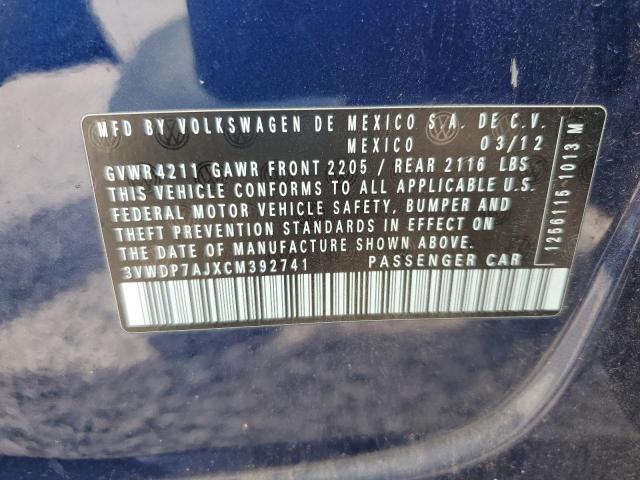 MFD BY VOLKSWAGEN DE MEXICO S.A. DE C.V.
MEXICO 03/12
GVWR 4211 GAWR FRONT 2205 / REAR 2116 LBS
THIS VEHICLE CONFORMS TO ALL APPLICABLE U.S.
FEDERAL MOTOR VEHICLE SAFETY, BUMPER AND
THEFT PREVENTION STANDARDS IN EFFECT ON
THE DATE OF MANUFACTURE SHOWN ABOVE.
3VWDP7AJXCM392741 PASSENGER CAR
1256116 1013 M